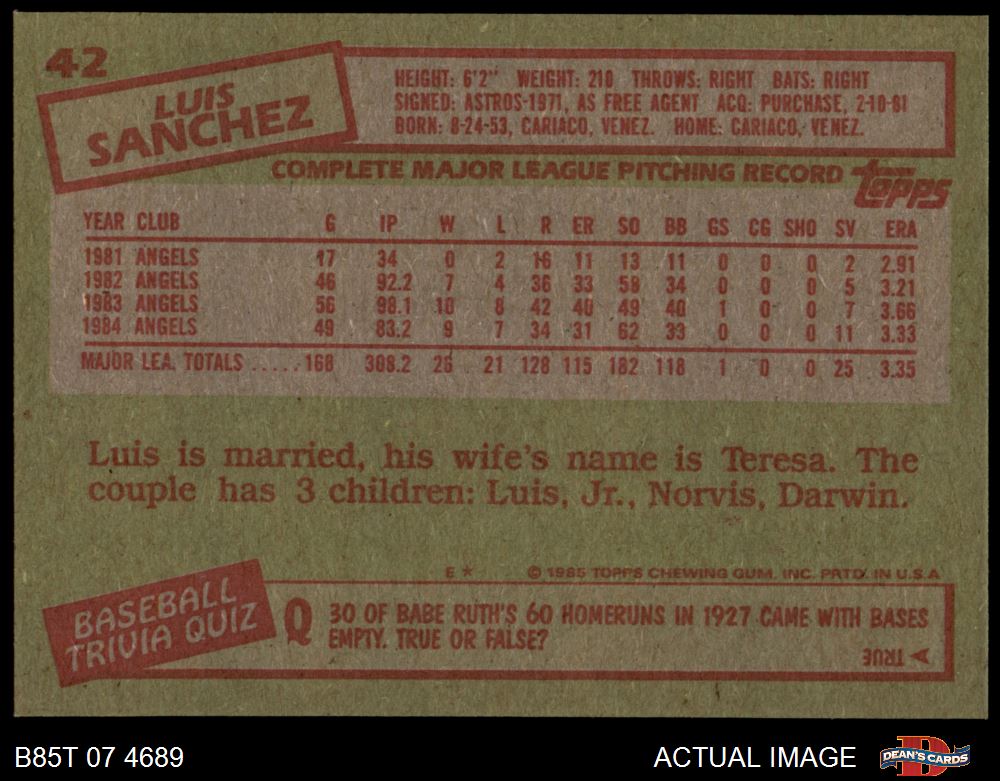 42
LUIS
SANCHEZ
HEIGHT: 6'2" WEIGHT: 210 THROWS: RIGHT BATS: RIGHT
SIGNED: ASTROS-1971, AS FREE AGENT ACQ: PURCHASE, 2-10-81
BORN: 8-24-53, CARIACO, VENEZ. HOME: CARIACO, VENEZ.
COMPLETE MAJOR LEAGUE PITCHING RECORD topps
YEAR CLUB G IP W L R ER SO BB GS CG SHO SV ERA
1981 ANGELS 17 34 0 2 16 11 13 11 0 0 0 2 2.91
1982 ANGELS 46 92.2 7 4 36 33 58 34 0 0 0 5 3.21
1983 ANGELS 56 98.1 10 8 42 40 49 40 1 0 0 7 3.66
1984 ANGELS 49 83.2 9 7 34 31 62 33 0 0 0 11 3.33
MAJOR LEA. TOTALS .....168 308.2 26 21 128 115 182 118 1 0 0 25 3.35
Luis is married, his wife's name is Teresa. The
couple has 3 children: Luis, Jr., Norvis, Darwin.
E * © 1985 TOPPS CHEWING GUM, INC. PRTD. IN U.S.A
BASEBALL
TRIVIA QUIZ
Q 30 OF BABE RUTH'S 60 HOMERUNS IN 1927 CAME WITH BASES
EMPTY. TRUE OR FALSE?
A TRUE
B85T 07 4689
ACTUAL IMAGE
DEAN'S CARDS